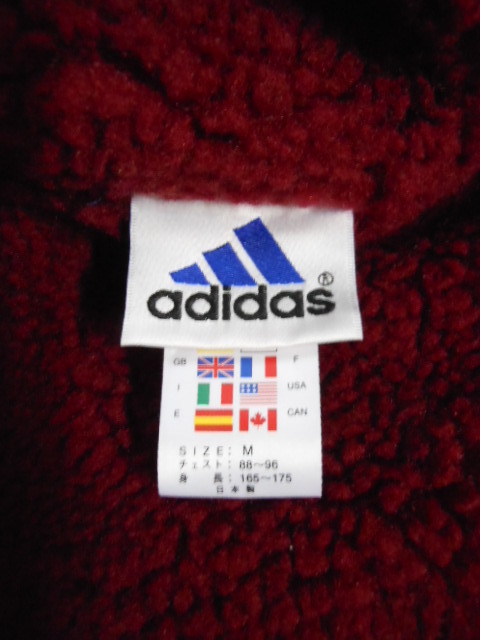 adidas®
GB F
I USA
E CAN
SIZE: M
チェスト: 88～96
身 長: 165～175
日本製